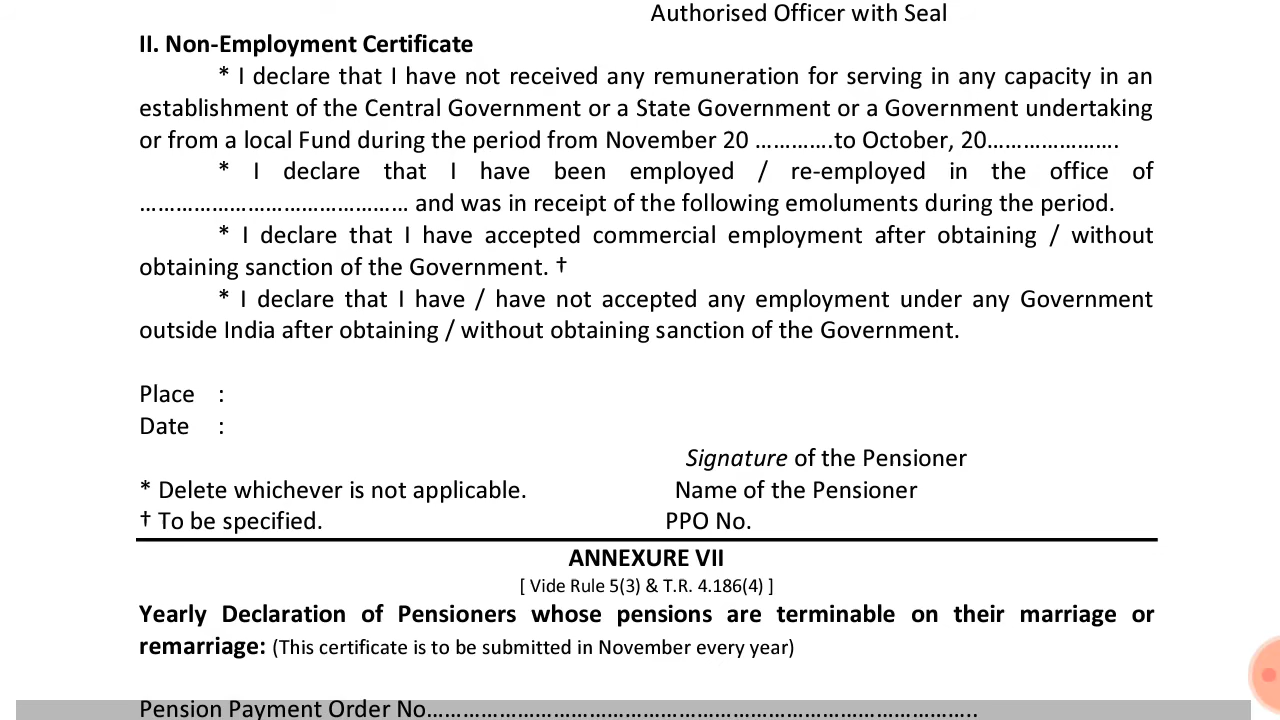 Authorised Officer with Seal
II. Non-Employment Certificate
* I declare that I have not received any remuneration for serving in any capacity in an
establishment of the Central Government or a State Government or a Government undertaking
or from a local Fund during the period from November 20 ………….to October, 20………………….
* I declare that I have been employed / re-employed in the office of
……………………………………… and was in receipt of the following emoluments during the period.
* I declare that I have accepted commercial employment after obtaining / without
obtaining sanction of the Government. †
* I declare that I have / have not accepted any employment under any Government
outside India after obtaining / without obtaining sanction of the Government.
Place :
Date :
Signature of the Pensioner
* Delete whichever is not applicable. Name of the Pensioner
† To be specified. PPO No.
ANNEXURE VII
[ Vide Rule 5(3) & T.R. 4.186(4) ]
Yearly Declaration of Pensioners whose pensions are terminable on their marriage or
remarriage: (This certificate is to be submitted in November every year)
Pension Payment Order No………………………………………………………………………………..